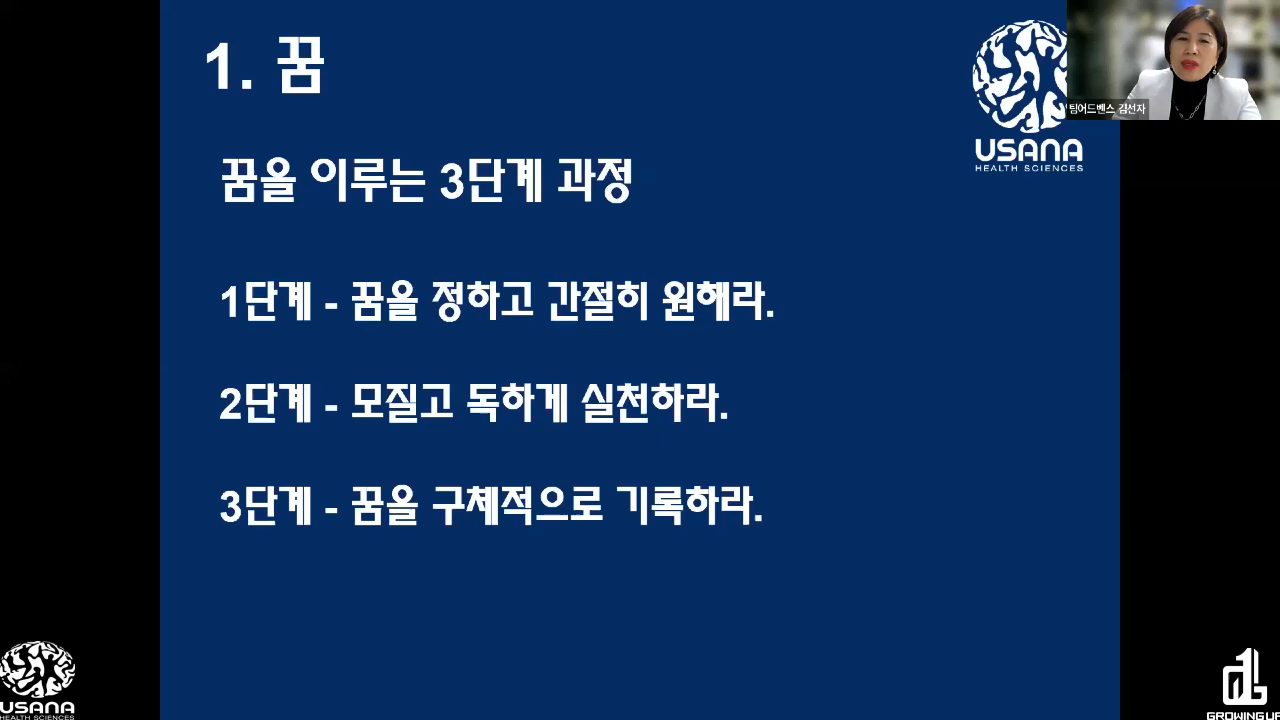 1. 꿈
USANA
HEALTH SCIENCES
팀어드벤스 김선자
꿈을 이루는 3단계 과정
1단계 - 꿈을 정하고 간절히 원해라.
2단계 - 모질고 독하게 실천하라.
3단계 - 꿈을 구체적으로 기록하라.
USANA
HEALTH SCIENCES
GROWING UP